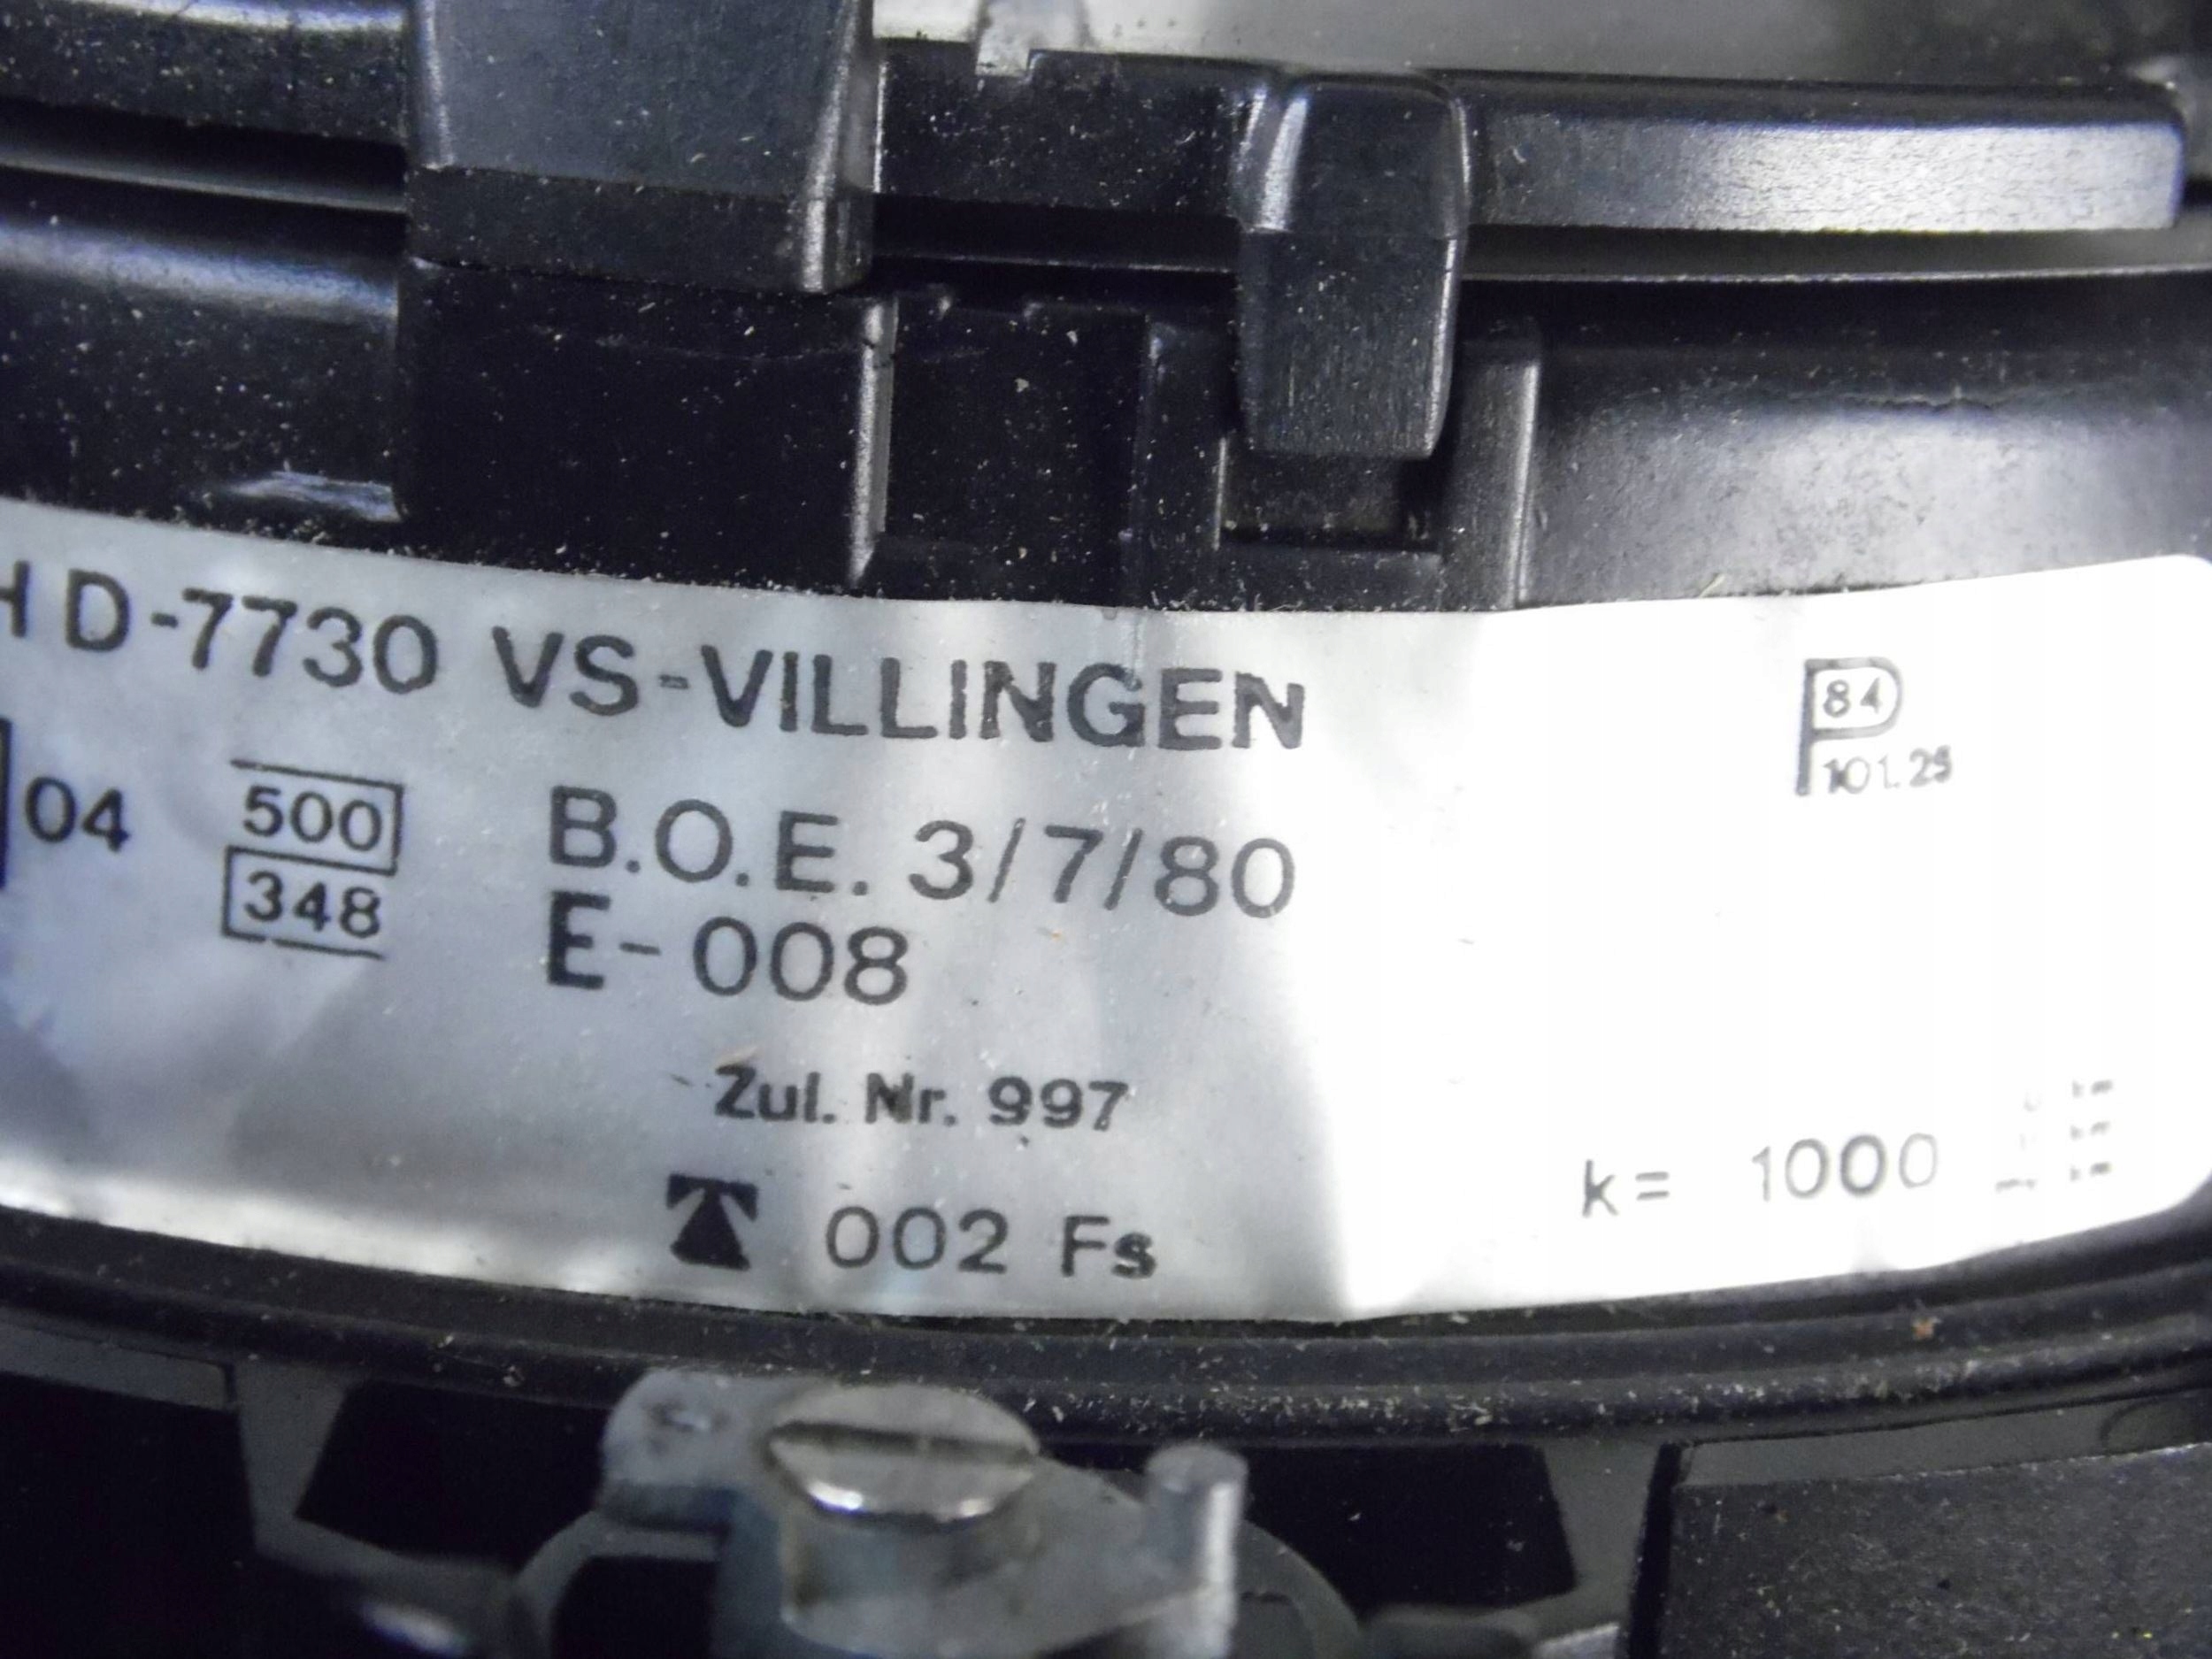 H D-7730 VS-VILLINGEN
P 84
101.25
04
500
348
B.O.E. 3/7/80
E-008
Zul. Nr. 997
002 Fs
k= 1000